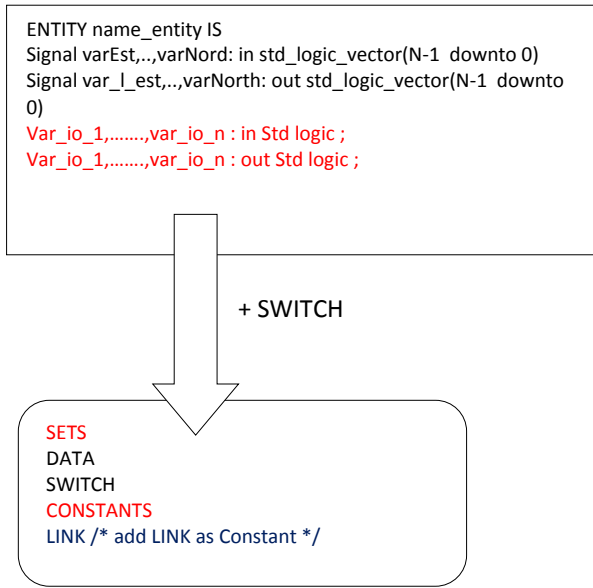 ENTITY name_entity IS
Signal varEst,..,varNord: in std_logic_vector(N-1 downto 0)
Signal var_l_est,..,varNorth: out std_logic_vector(N-1 downto
0)
Var_io_1,…….,var_io_n : in Std logic ;
Var_io_1,…….,var_io_n : out Std logic ;
+ SWITCH
SETS
DATA
SWITCH
CONSTANTS
LINK /* add LINK as Constant */